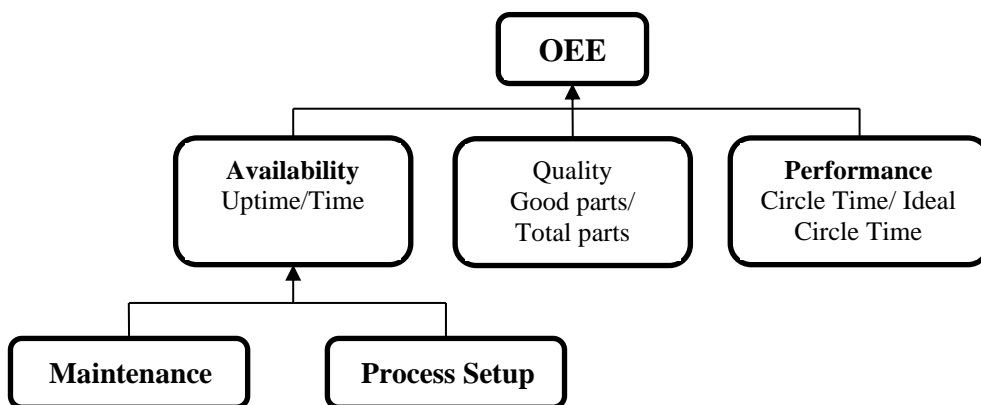 OEE
Availability
Uptime/Time
Quality
Good parts/
Total parts
Performance
Circle Time/ Ideal
Circle Time
Maintenance
Process Setup